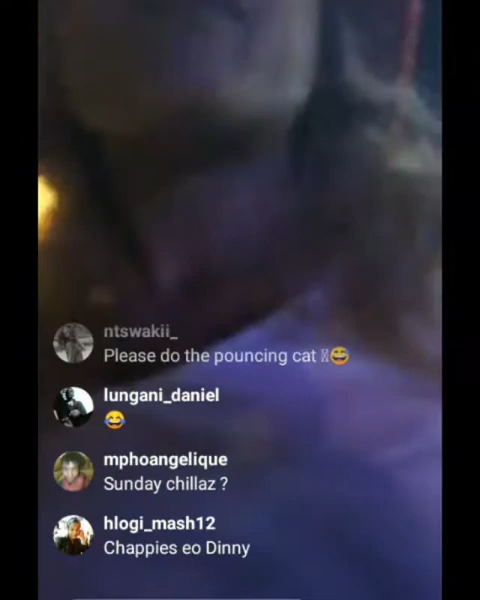 ntswakii_
Please do the pouncing cat 😅
lungani_daniel
😂
mphoangelique
Sunday chillaz ?
hlogi_mash12
Chappies eo Dinny